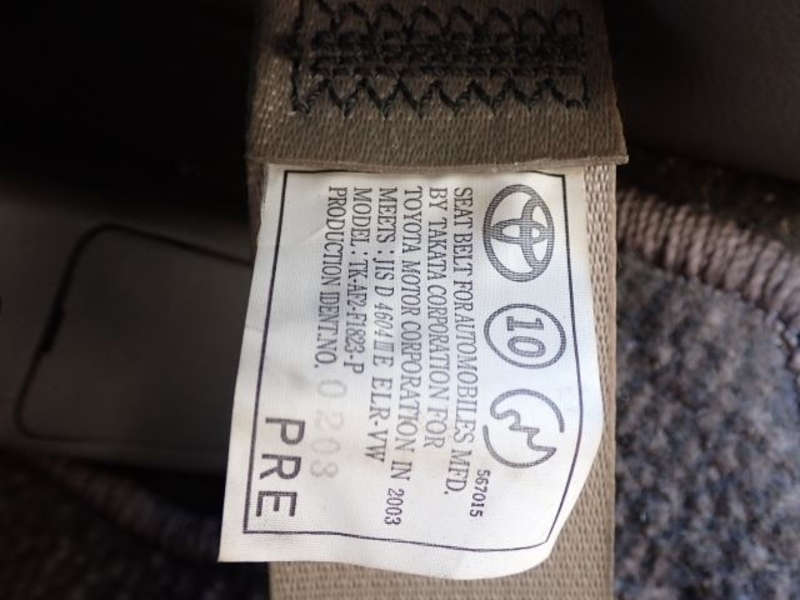 10
567015
SEAT BELT FOR AUTOMOBILES MFD.
BY TAKATA CORPORATION FOR
TOYOTA MOTOR CORPORATION IN 2003
MEETS : JIS D 4604 III E ELR-VW
MODEL : TK-AF2-F1823-P
PRODUCTION IDENT.NO. 0203
PRE